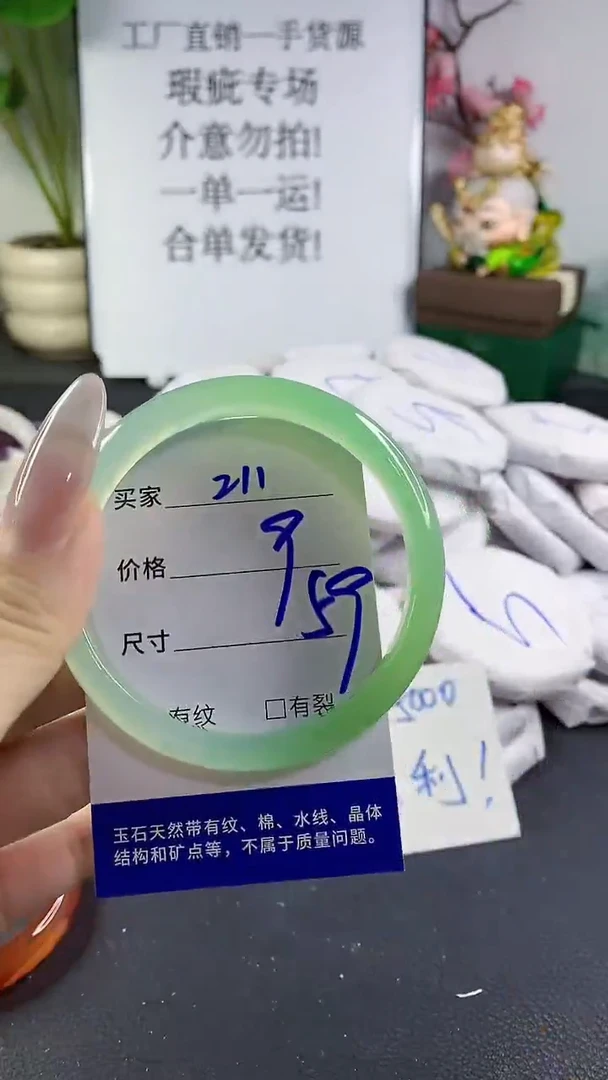 工厂直销一手货源
瑕疵专场
介意勿拍!
一单一运!
合单发货!
买家 211
价格 9
尺寸 59
有纹 □有裂
5000
利!
玉石天然带有纹、棉、水线、晶体
结构和矿点等，不属于质量问题。